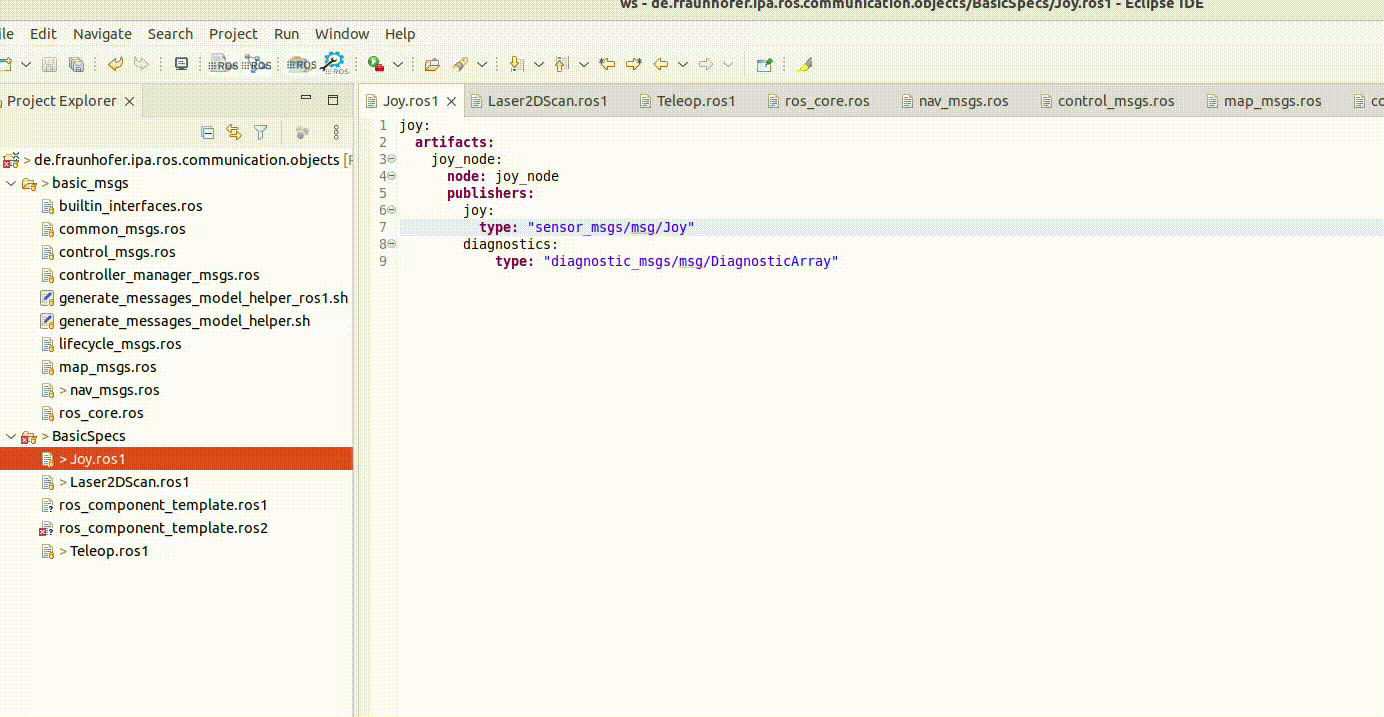 ws - de.fraunhofer.ipa.ros.communication.objects/BasicSpecs/Joy.ros1 - Eclipse IDE
ile Edit Navigate Search Project Run Window Help
ROS ROS ROS ROS
Project Explorer
Joy.ros1 Laser2DScan.ros1 Teleop.ros1 ros_core.ros nav_msgs.ros control_msgs.ros map_msgs.ros co
> de.fraunhofer.ipa.ros.communication.objects [
> basic_msgs
builtin_interfaces.ros
common_msgs.ros
control_msgs.ros
controller_manager_msgs.ros
generate_messages_model_helper_ros1.sh
generate_messages_model_helper.sh
lifecycle_msgs.ros
map_msgs.ros
> nav_msgs.ros
ros_core.ros
> BasicSpecs
> Joy.ros1
> Laser2DScan.ros1
ros_component_template.ros1
ros_component_template.ros2
> Teleop.ros1
1 joy:
2 artifacts:
3 joy_node:
4 node: joy_node
5 publishers:
6 joy:
7 type: "sensor_msgs/msg/Joy"
8 diagnostics:
9 type: "diagnostic_msgs/msg/DiagnosticArray"